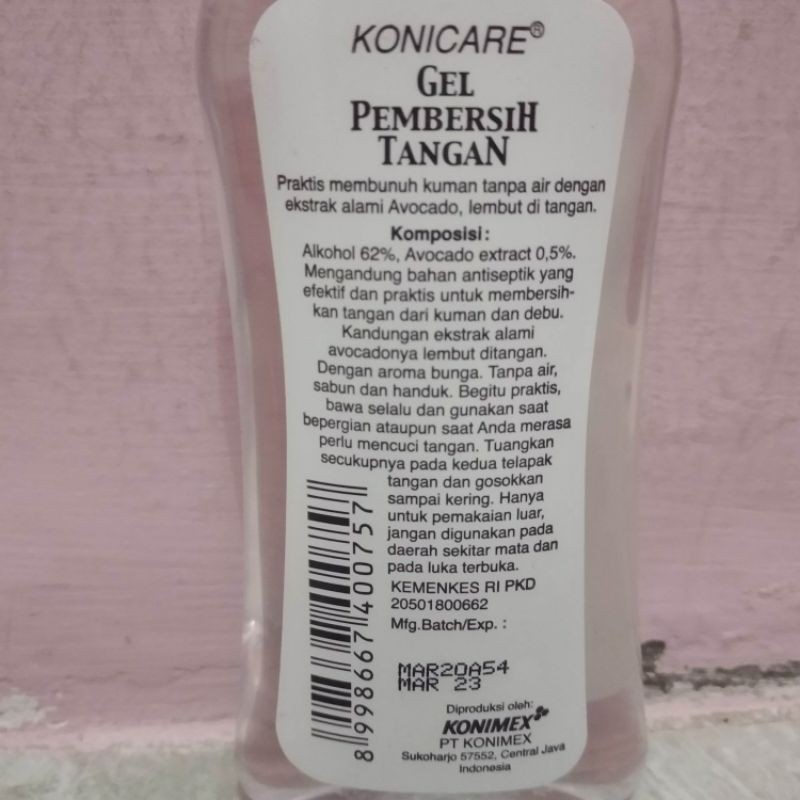 KONICARE®
GEL
PEMBERSIH
TANGAN
Praktis membunuh kuman tanpa air dengan
ekstrak alami Avocado, lembut di tangan.
Komposisi:
Alkohol 62%, Avocado extract 0,5%.
Mengandung bahan antiseptik yang
efektif dan praktis untuk membersih-
kan tangan dari kuman dan debu.
Kandungan ekstrak alami
avocadonya lembut ditangan.
Dengan aroma bunga. Tanpa air,
sabun dan handuk. Begitu praktis,
bawa selalu dan gunakan saat
bepergian ataupun saat Anda merasa
perlu mencuci tangan. Tuangkan
secukupnya pada kedua telapak
tangan dan gosokkan
sampai kering. Hanya
untuk pemakaian luar,
jangan digunakan pada
daerah sekitar mata dan
pada luka terbuka.
KEMENKES RI PKD
20501800662
Mfg.Batch/Exp. :
MAR20A54
MAR 23
8998667400757
Diproduksi oleh:
KONIMEX
PT KONIMEX
Sukoharjo 57552, Central Java
Indonesia